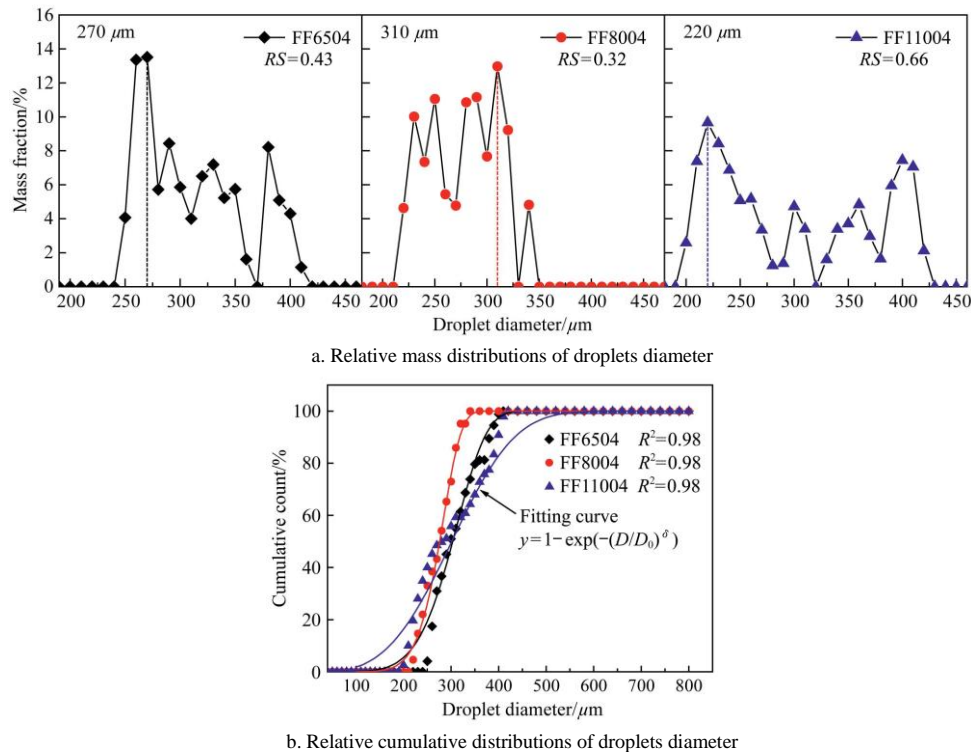 270 μm
FF6504
RS=0.43
310 μm
FF8004
RS=0.32
220 μm
FF11004
RS=0.66
16
14
12
10
8
6
4
2
0
Mass fraction/%
200 250 300 350 400 450
200 250 300 350 400 450
200 250 300 350 400 450
Droplet diameter/μm
a. Relative mass distributions of droplets diameter
100
80
60
40
20
0
Cumulative count/%
FF6504 R²=0.98
FF8004 R²=0.98
FF11004 R²=0.98
Fitting curve
y=1−exp(−(D/D₀)^δ)
100 200 300 400 500 600 700 800
Droplet diameter/μm
b. Relative cumulative distributions of droplets diameter